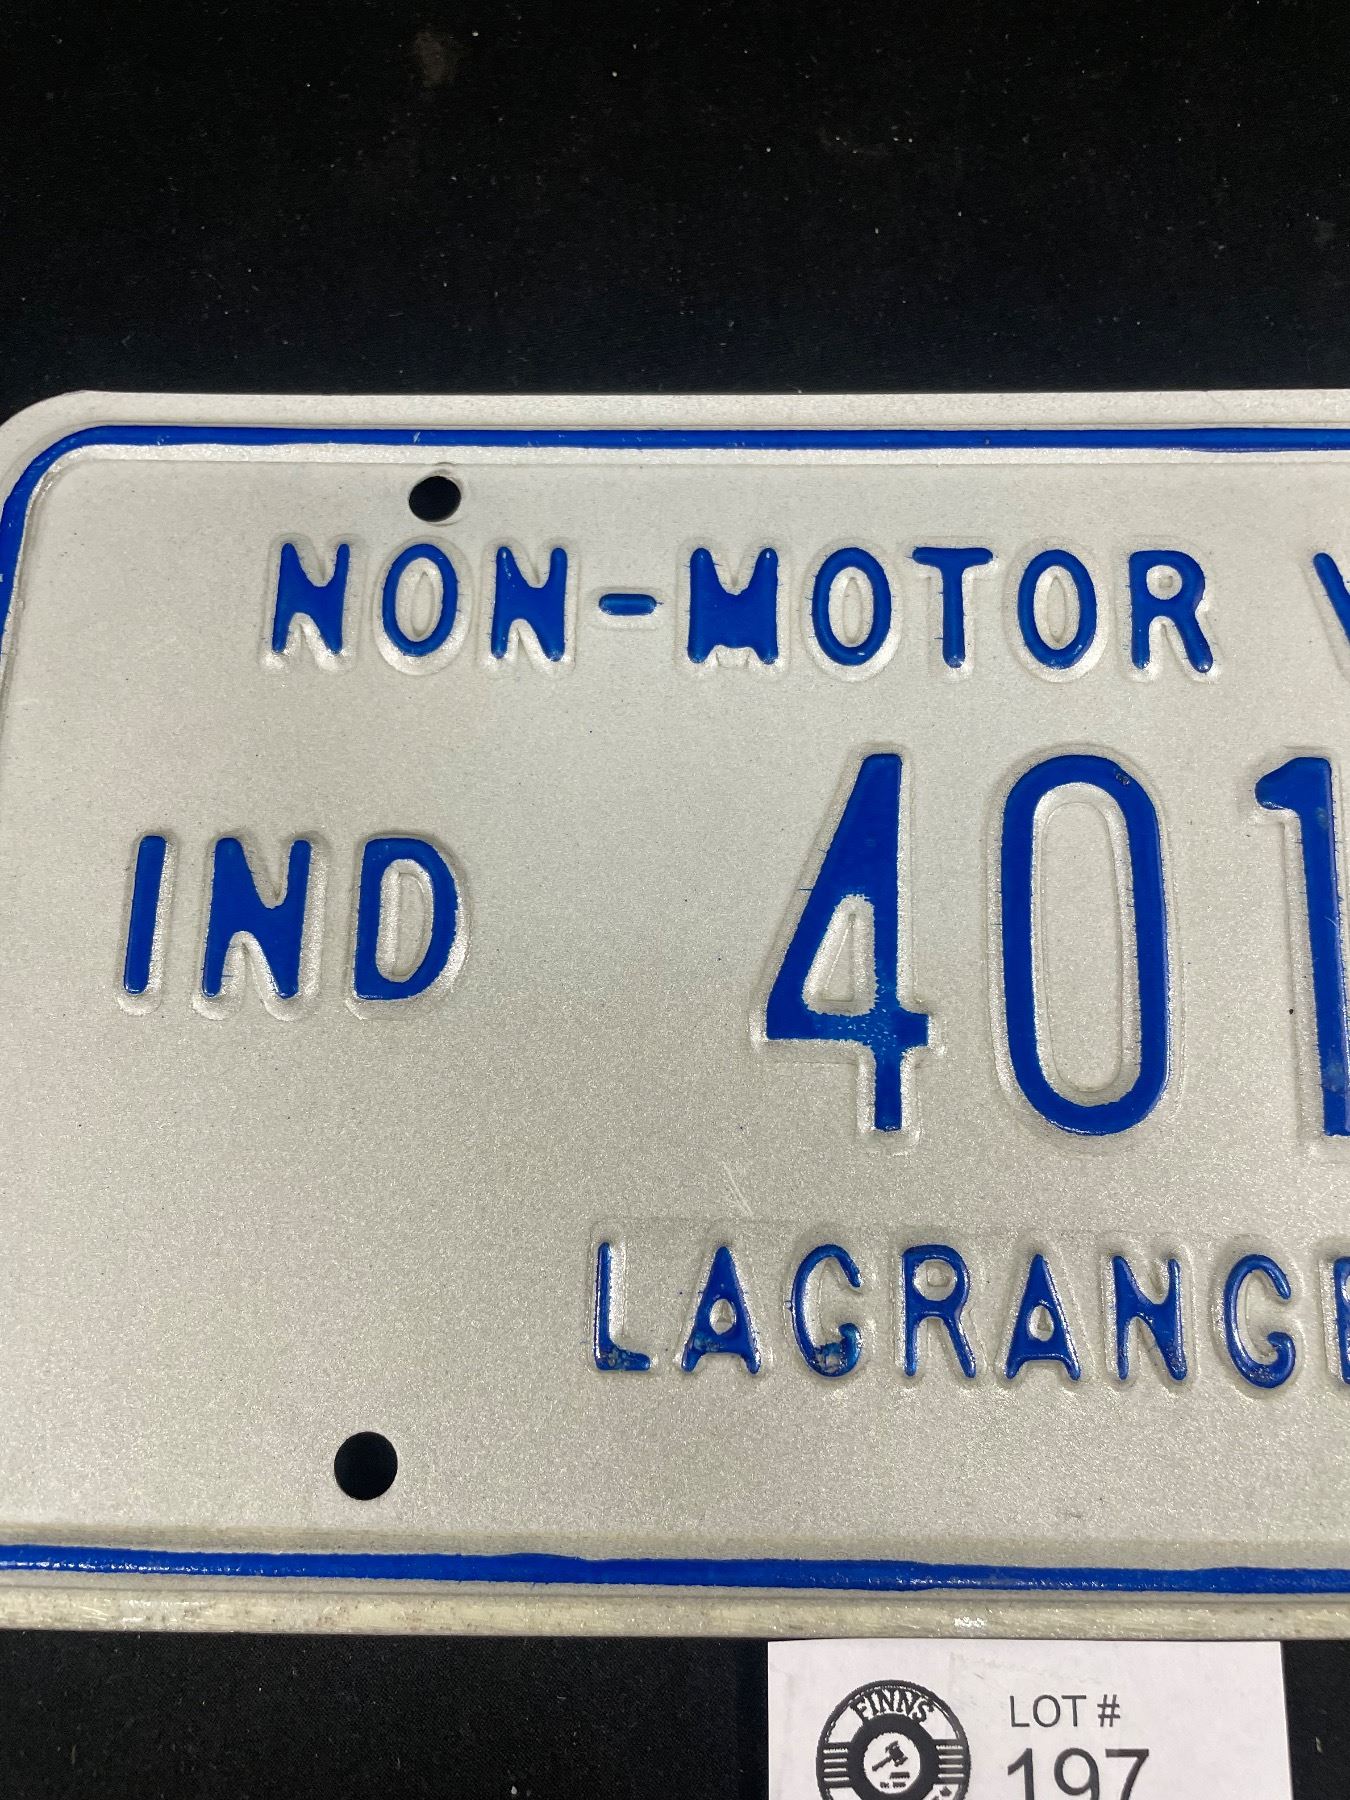 NON-MOTOR
IND 401
LAGRANGE
FINNS
LOT #
197